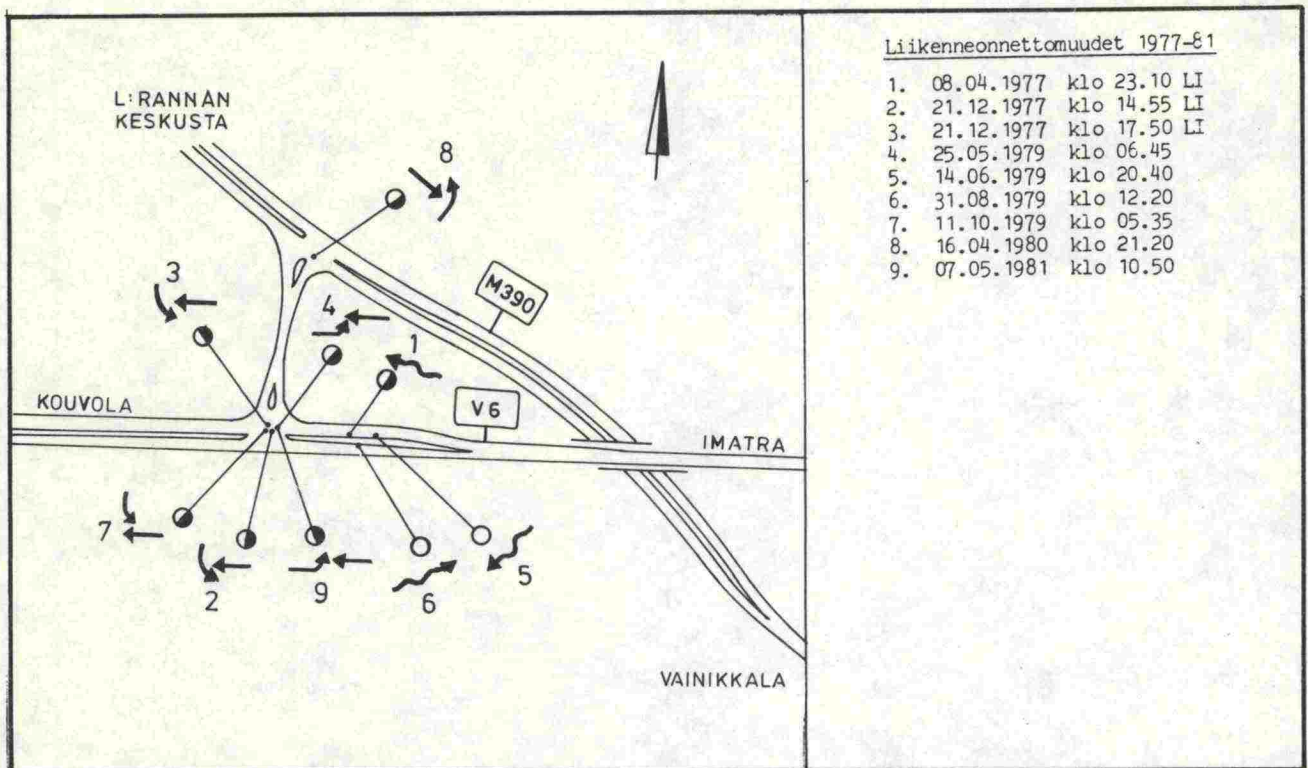 L:RANNAN
KESKUSTA
8
3
4
1
M390
KOUVOLA
V6
IMATRA
7
2
9
6
5
VAINIKKALA
Liikenneonnettomuudet 1977-81
1. 08.04.1977 klo 23.10 LI
2. 21.12.1977 klo 14.55 LI
3. 21.12.1977 klo 17.50 LI
4. 25.05.1979 klo 06.45
5. 14.06.1979 klo 20.40
6. 31.08.1979 klo 12.20
7. 11.10.1979 klo 05.35
8. 16.04.1980 klo 21.20
9. 07.05.1981 klo 10.50